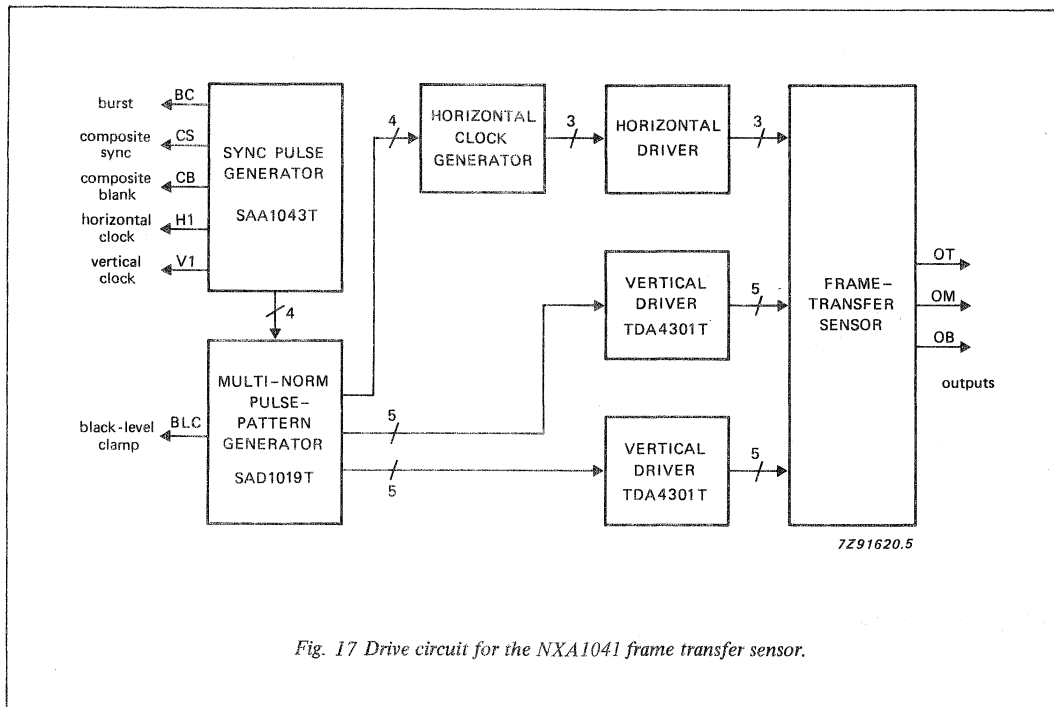 burst
BC
composite
sync
CS
composite
blank
CB
horizontal
clock
H1
vertical
clock
V1
SYNC PULSE
GENERATOR
SAA1043T
4
MULTI-NORM
PULSE-
PATTERN
GENERATOR
SAD1019T
black-level
clamp
BLC
4
HORIZONTAL
CLOCK
GENERATOR
3
HORIZONTAL
DRIVER
3
5
VERTICAL
DRIVER
TDA4301T
5
5
VERTICAL
DRIVER
TDA4301T
5
FRAME-
TRANSFER
SENSOR
OT
OM
OB
outputs
7Z91620.5
Fig. 17 Drive circuit for the NXA1041 frame transfer sensor.